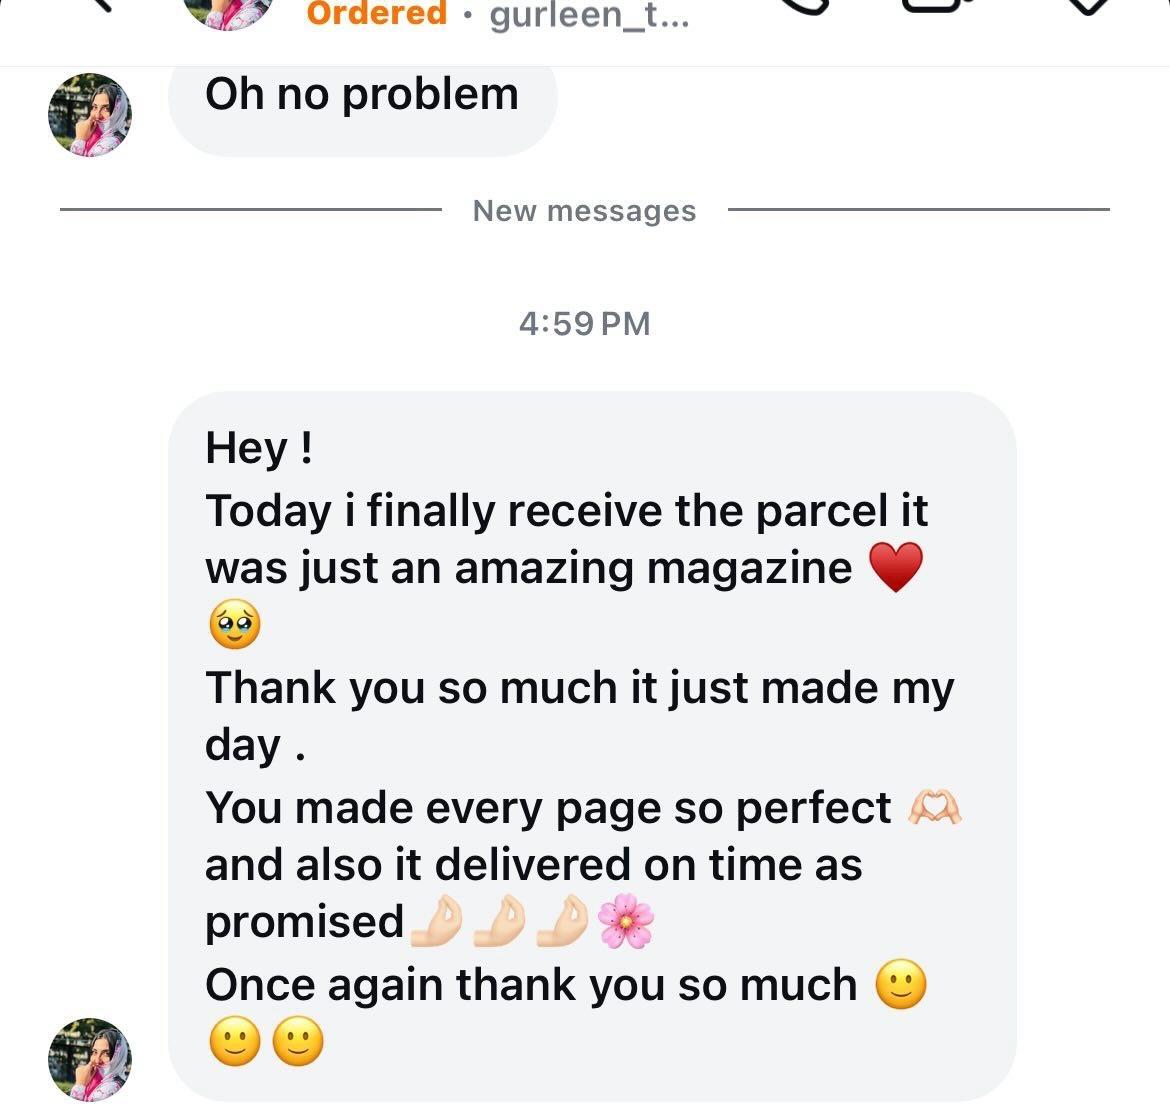 Ordered • gurleen_t...
Oh no problem
New messages
4:59 PM
Hey !
Today i finally receive the parcel it
was just an amazing magazine ♥️
🥹
Thank you so much it just made my
day .
You made every page so perfect 🫶🏻
and also it delivered on time as
promised🤌🏻🤌🏻🤌🏻🌸
Once again thank you so much 🙂
🙂🙂